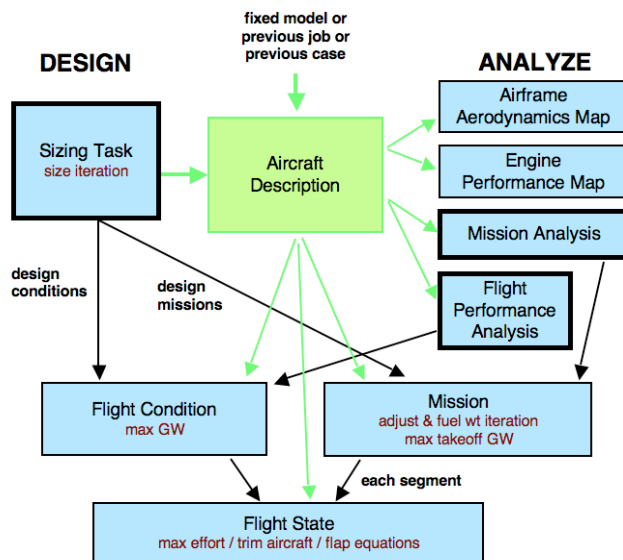 fixed model or
previous job or
previous case
DESIGN
ANALYZE
Sizing Task
size iteration
Aircraft
Description
Airframe
Aerodynamics Map
Engine
Performance Map
Mission Analysis
Flight
Performance
Analysis
design
conditions
design
missions
Flight Condition
max GW
Mission
adjust & fuel wt iteration
max takeoff GW
each segment
Flight State
max effort / trim aircraft / flap equations